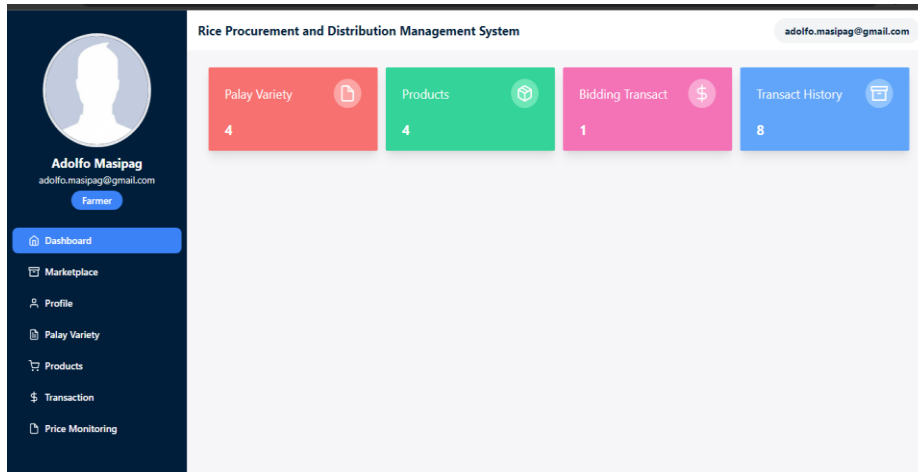 Rice Procurement and Distribution Management System
adolfo.masipag@gmail.com
Adolfo Masipag
adolfo.masipag@gmail.com
Farmer
Dashboard
Marketplace
Profile
Palay Variety
Products
Transaction
Price Monitoring
Palay Variety
4
Products
4
Bidding Transact
1
Transact History
8